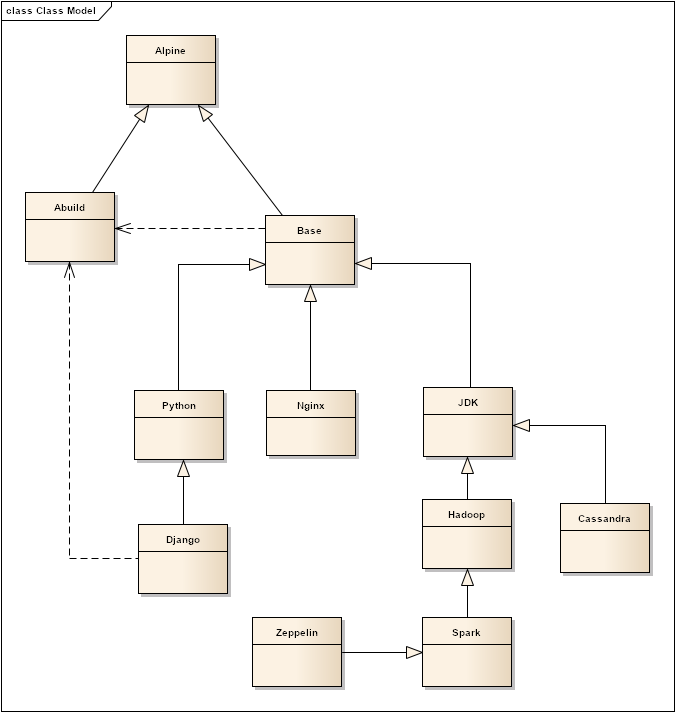 class Class Model
Alpine
Abuild
Base
Python
Nginx
JDK
Hadoop
Cassandra
Django
Zeppelin
Spark